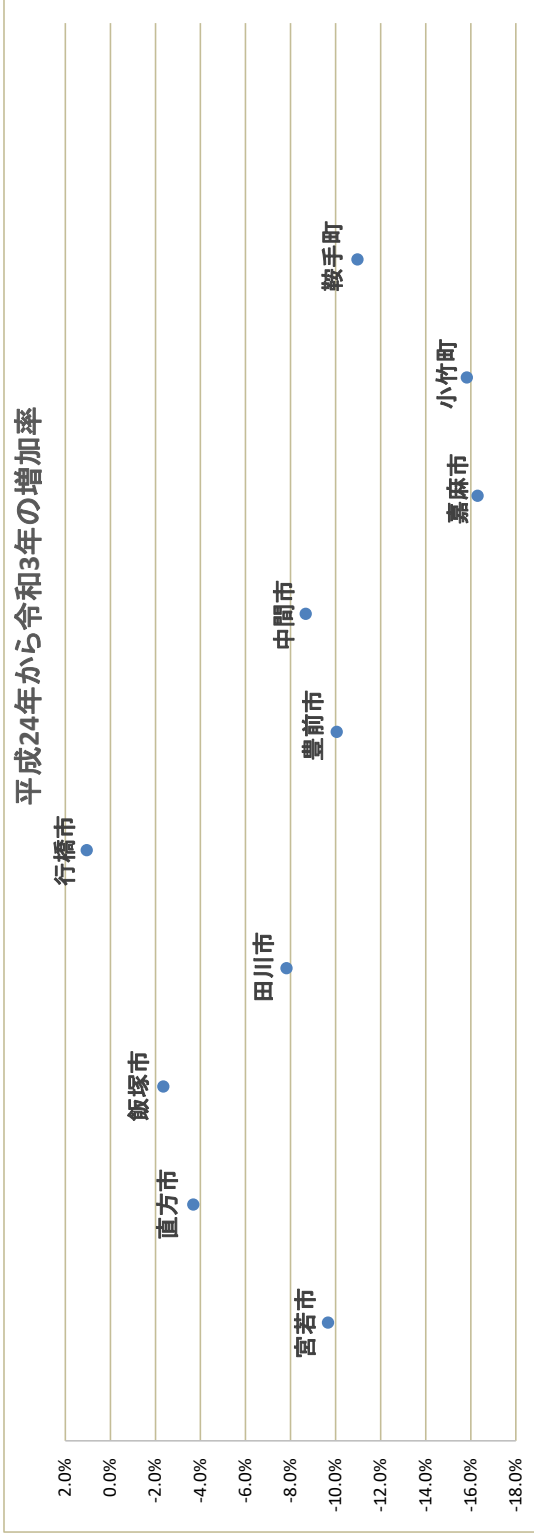 平成24年から令和3年の増加率
2.0%
0.0%
-2.0%
-4.0%
-6.0%
-8.0%
-10.0%
-12.0%
-14.0%
-16.0%
-18.0%
宮若市
直方市
飯塚市
田川市
行橋市
豊前市
中間市
嘉麻市
小竹町
鞍手町